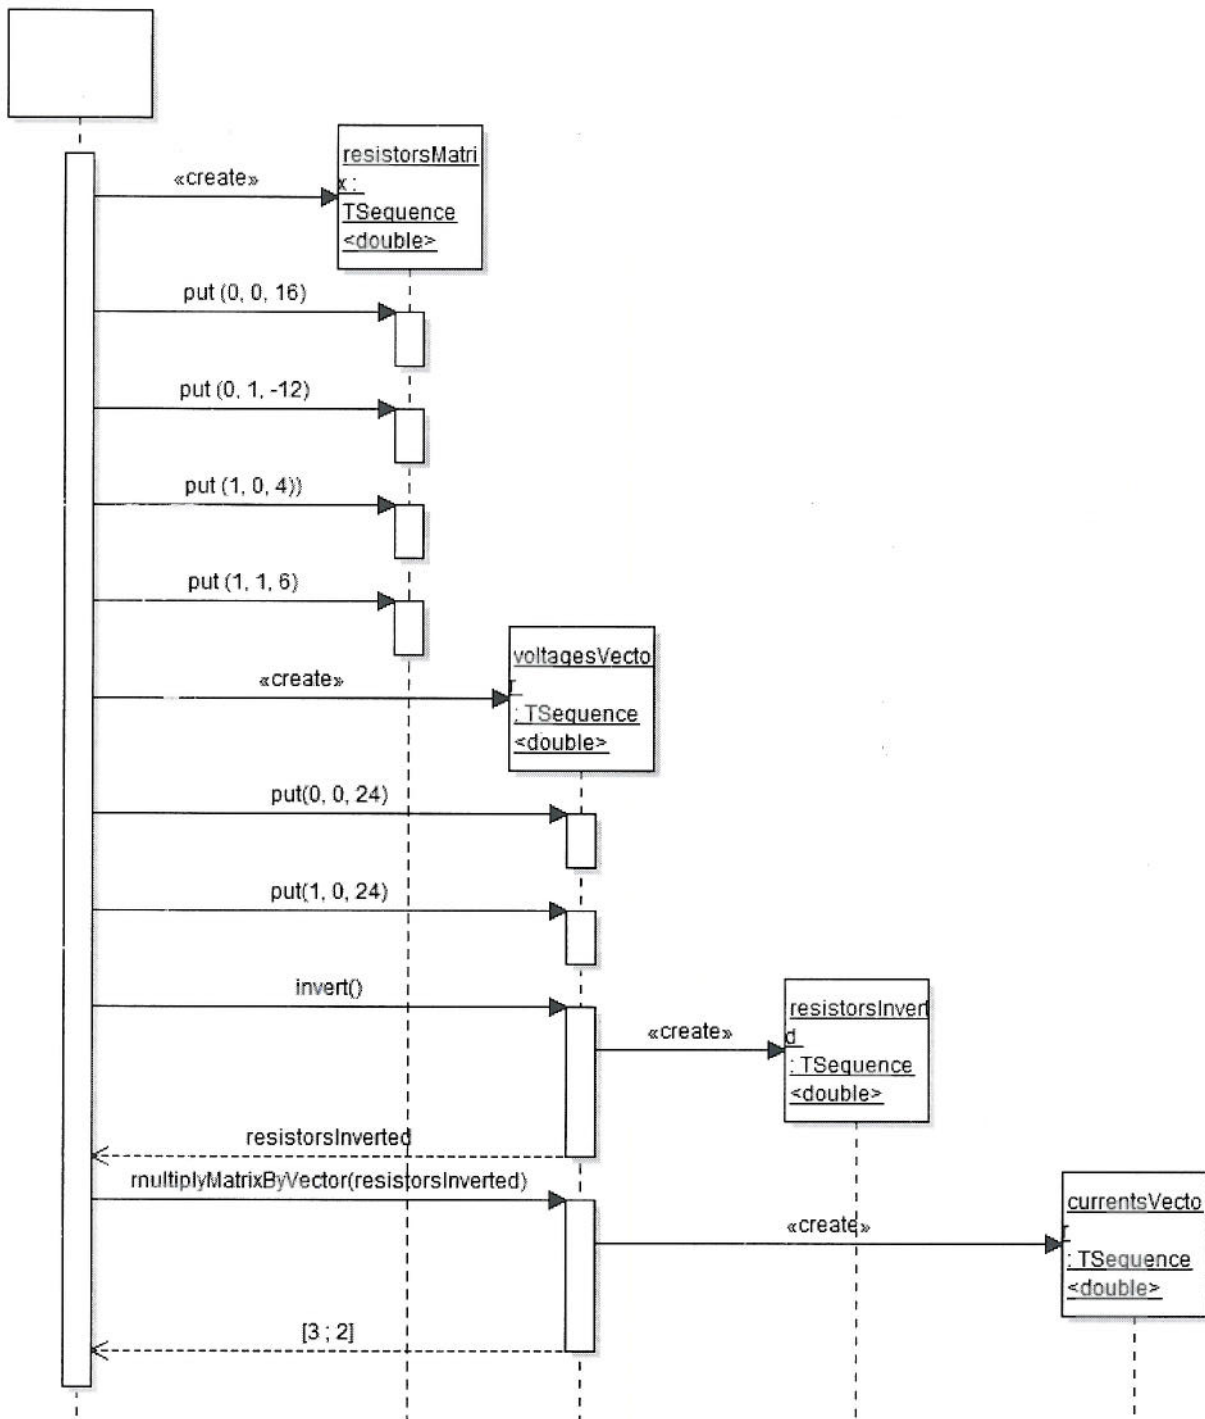 resistorsMatri
x :
TSequence
<double>
«create»
put (0, 0, 16)
put (0, 1, -12)
put (1, 0, 4))
put (1, 1, 6)
voltagesVecto
r
: TSequence
<double>
«create»
put(0, 0, 24)
put(1, 0, 24)
invert()
resistorsInvert
d
: TSequence
<double>
«create»
resistorsInverted
multiplyMatrixByVector(resistorsInverted)
currentsVecto
r
: TSequence
<double>
«create»
[3 ; 2]